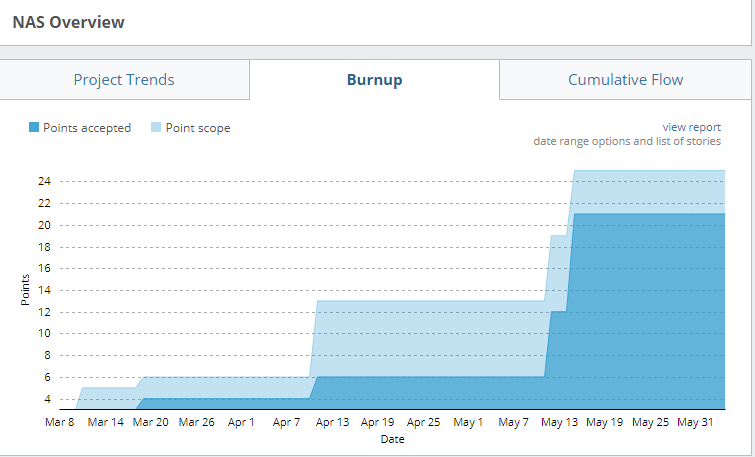 NAS Overview
Project Trends
Burnup
Cumulative Flow
Points accepted
Point scope
view report
date range options and list of stories
24
22
20
18
16
14
12
10
8
6
4
Points
Mar 8 Mar 14 Mar 20 Mar 26 Apr 1 Apr 7 Apr 13 Apr 19 Apr 25 May 1 May 7 May 13 May 19 May 25 May 31
Date